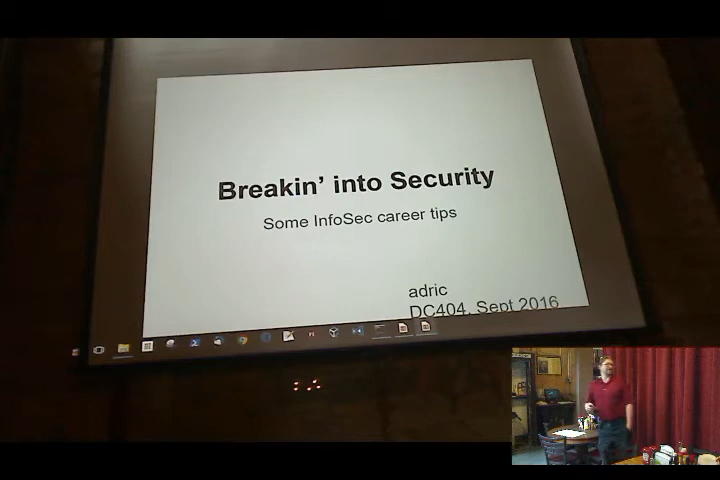 Breakin' into Security
Some InfoSec career tips
adric
DC404, Sept 2016